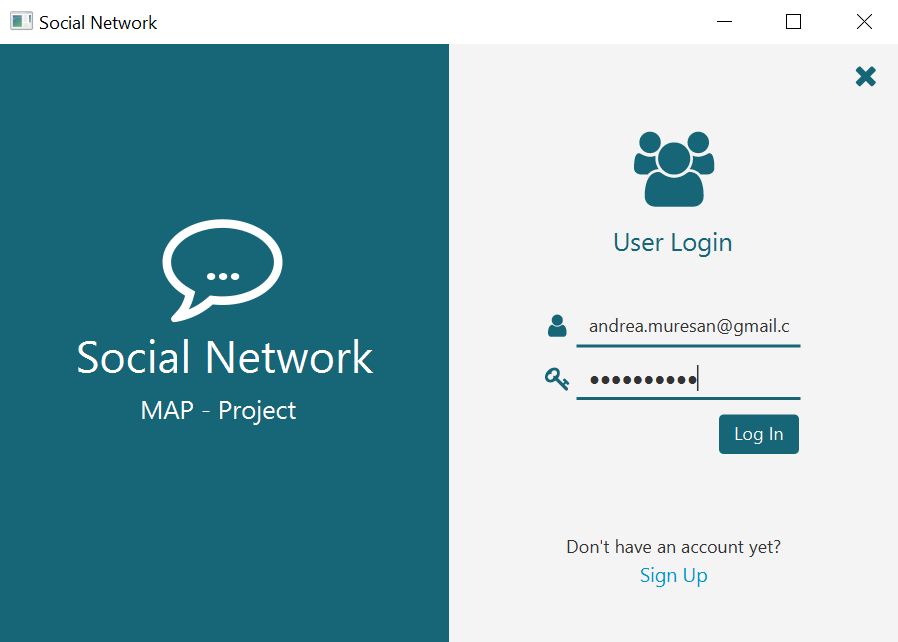 Social Network
Social Network
MAP - Project
User Login
andrea.muresan@gmail.c
••••••••••
Log In
Don't have an account yet?
Sign Up